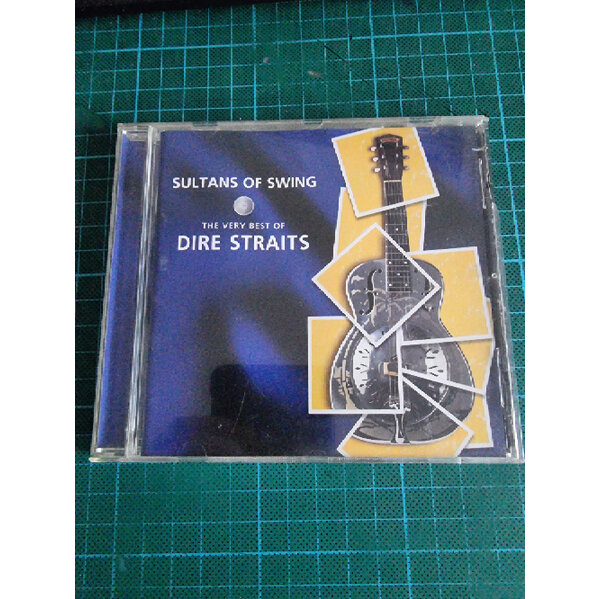 SULTANS OF SWING
THE VERY BEST OF
DIRE STRAITS